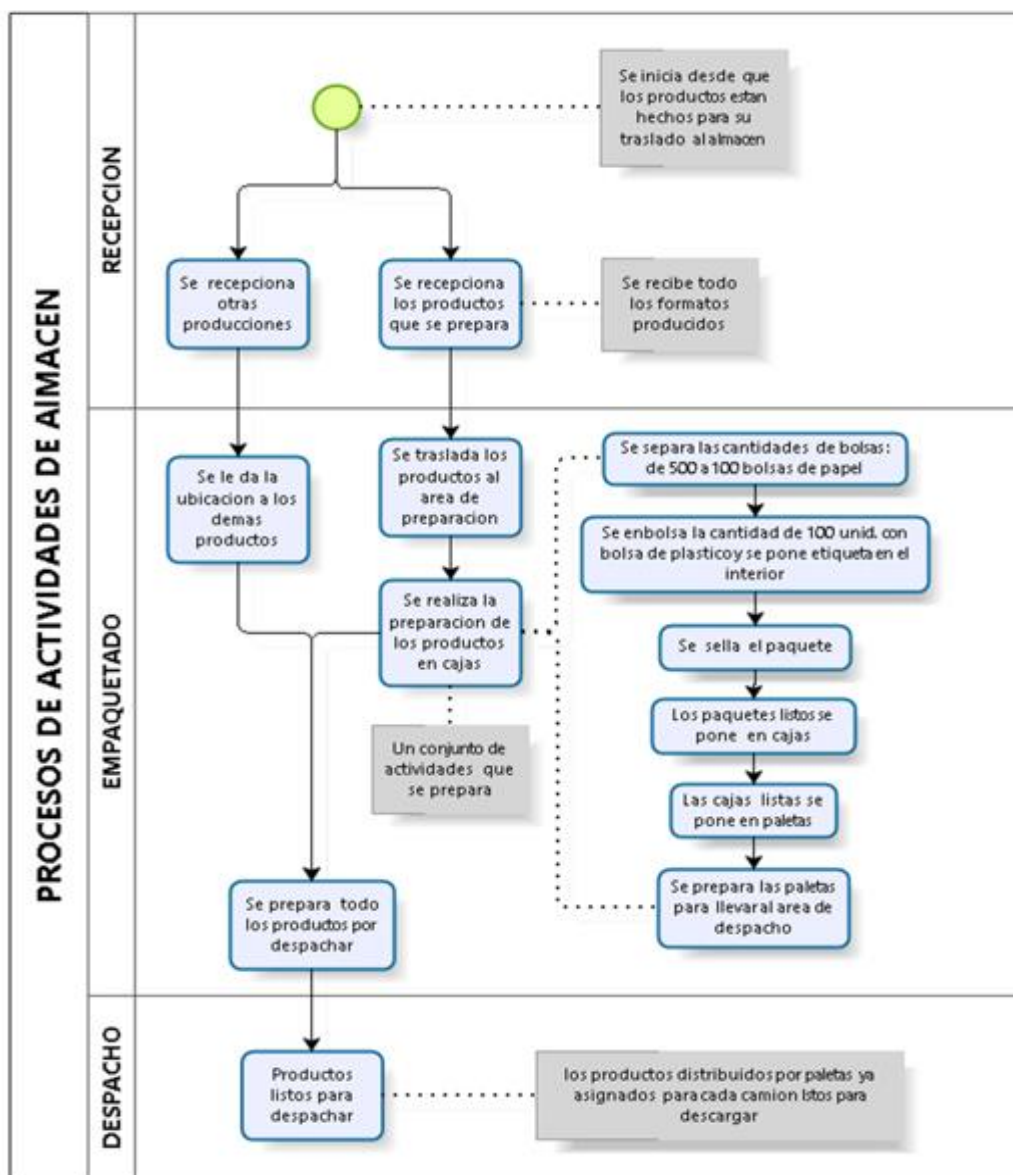 PROCESOS DE ACTIVIDADES DE AlMACEN
RECEPCION
Se inicia desde que
los productos estan
hechos para su
traslado al almacen
Se recepciona
otras
producciones
Se recepciona
los productos
que se prepara
Se recibe todo
los formatos
producidos
EMPAQUETADO
Se le da la
ubicacion a los
demas
productos
Se traslada los
productos al area de
preparacion
Se realiza la
preparacion de
los productos
en cajas
Un conjunto de
actividades que
se prepara
Se separa las cantidades de bolsas:
de 500 a 100 bolsas de papel
Se enbolsa la cantidad de 100 unid. con
bolsa de plastico y se pone etiqueta en el
interior
Se sella el paquete
Los paquetes listos se
pone en cajas
Las cajas listas se
pone en paletas
Se prepara las paletas
para llevar al area de
despacho
Se prepara todo
los productos por
despachar
DESPACHO
Productos
listos para
despachar
los productos distribuidos por paletas ya
asignados para cada camion lstos para
descargar